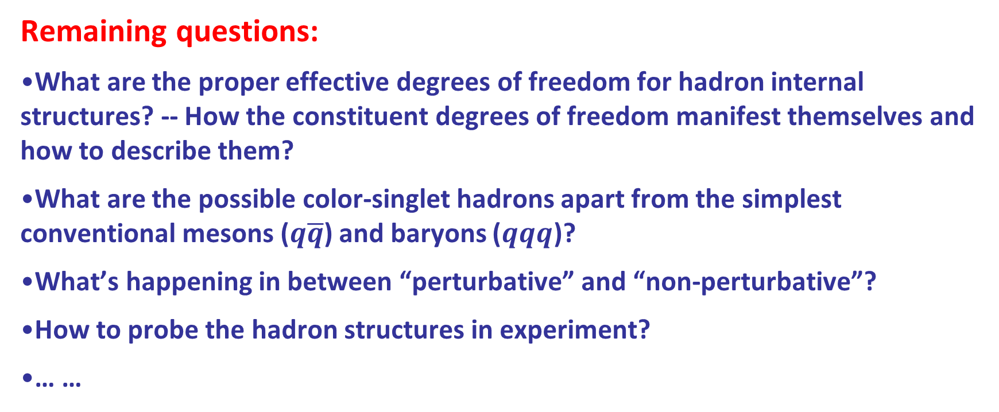 Remaining questions:
•What are the proper effective degrees of freedom for hadron internal
structures? -- How the constituent degrees of freedom manifest themselves and
how to describe them?
•What are the possible color-singlet hadrons apart from the simplest
conventional mesons (qq̅) and baryons (qqq)?
•What’s happening in between “perturbative” and “non-perturbative”?
•How to probe the hadron structures in experiment?
•… …